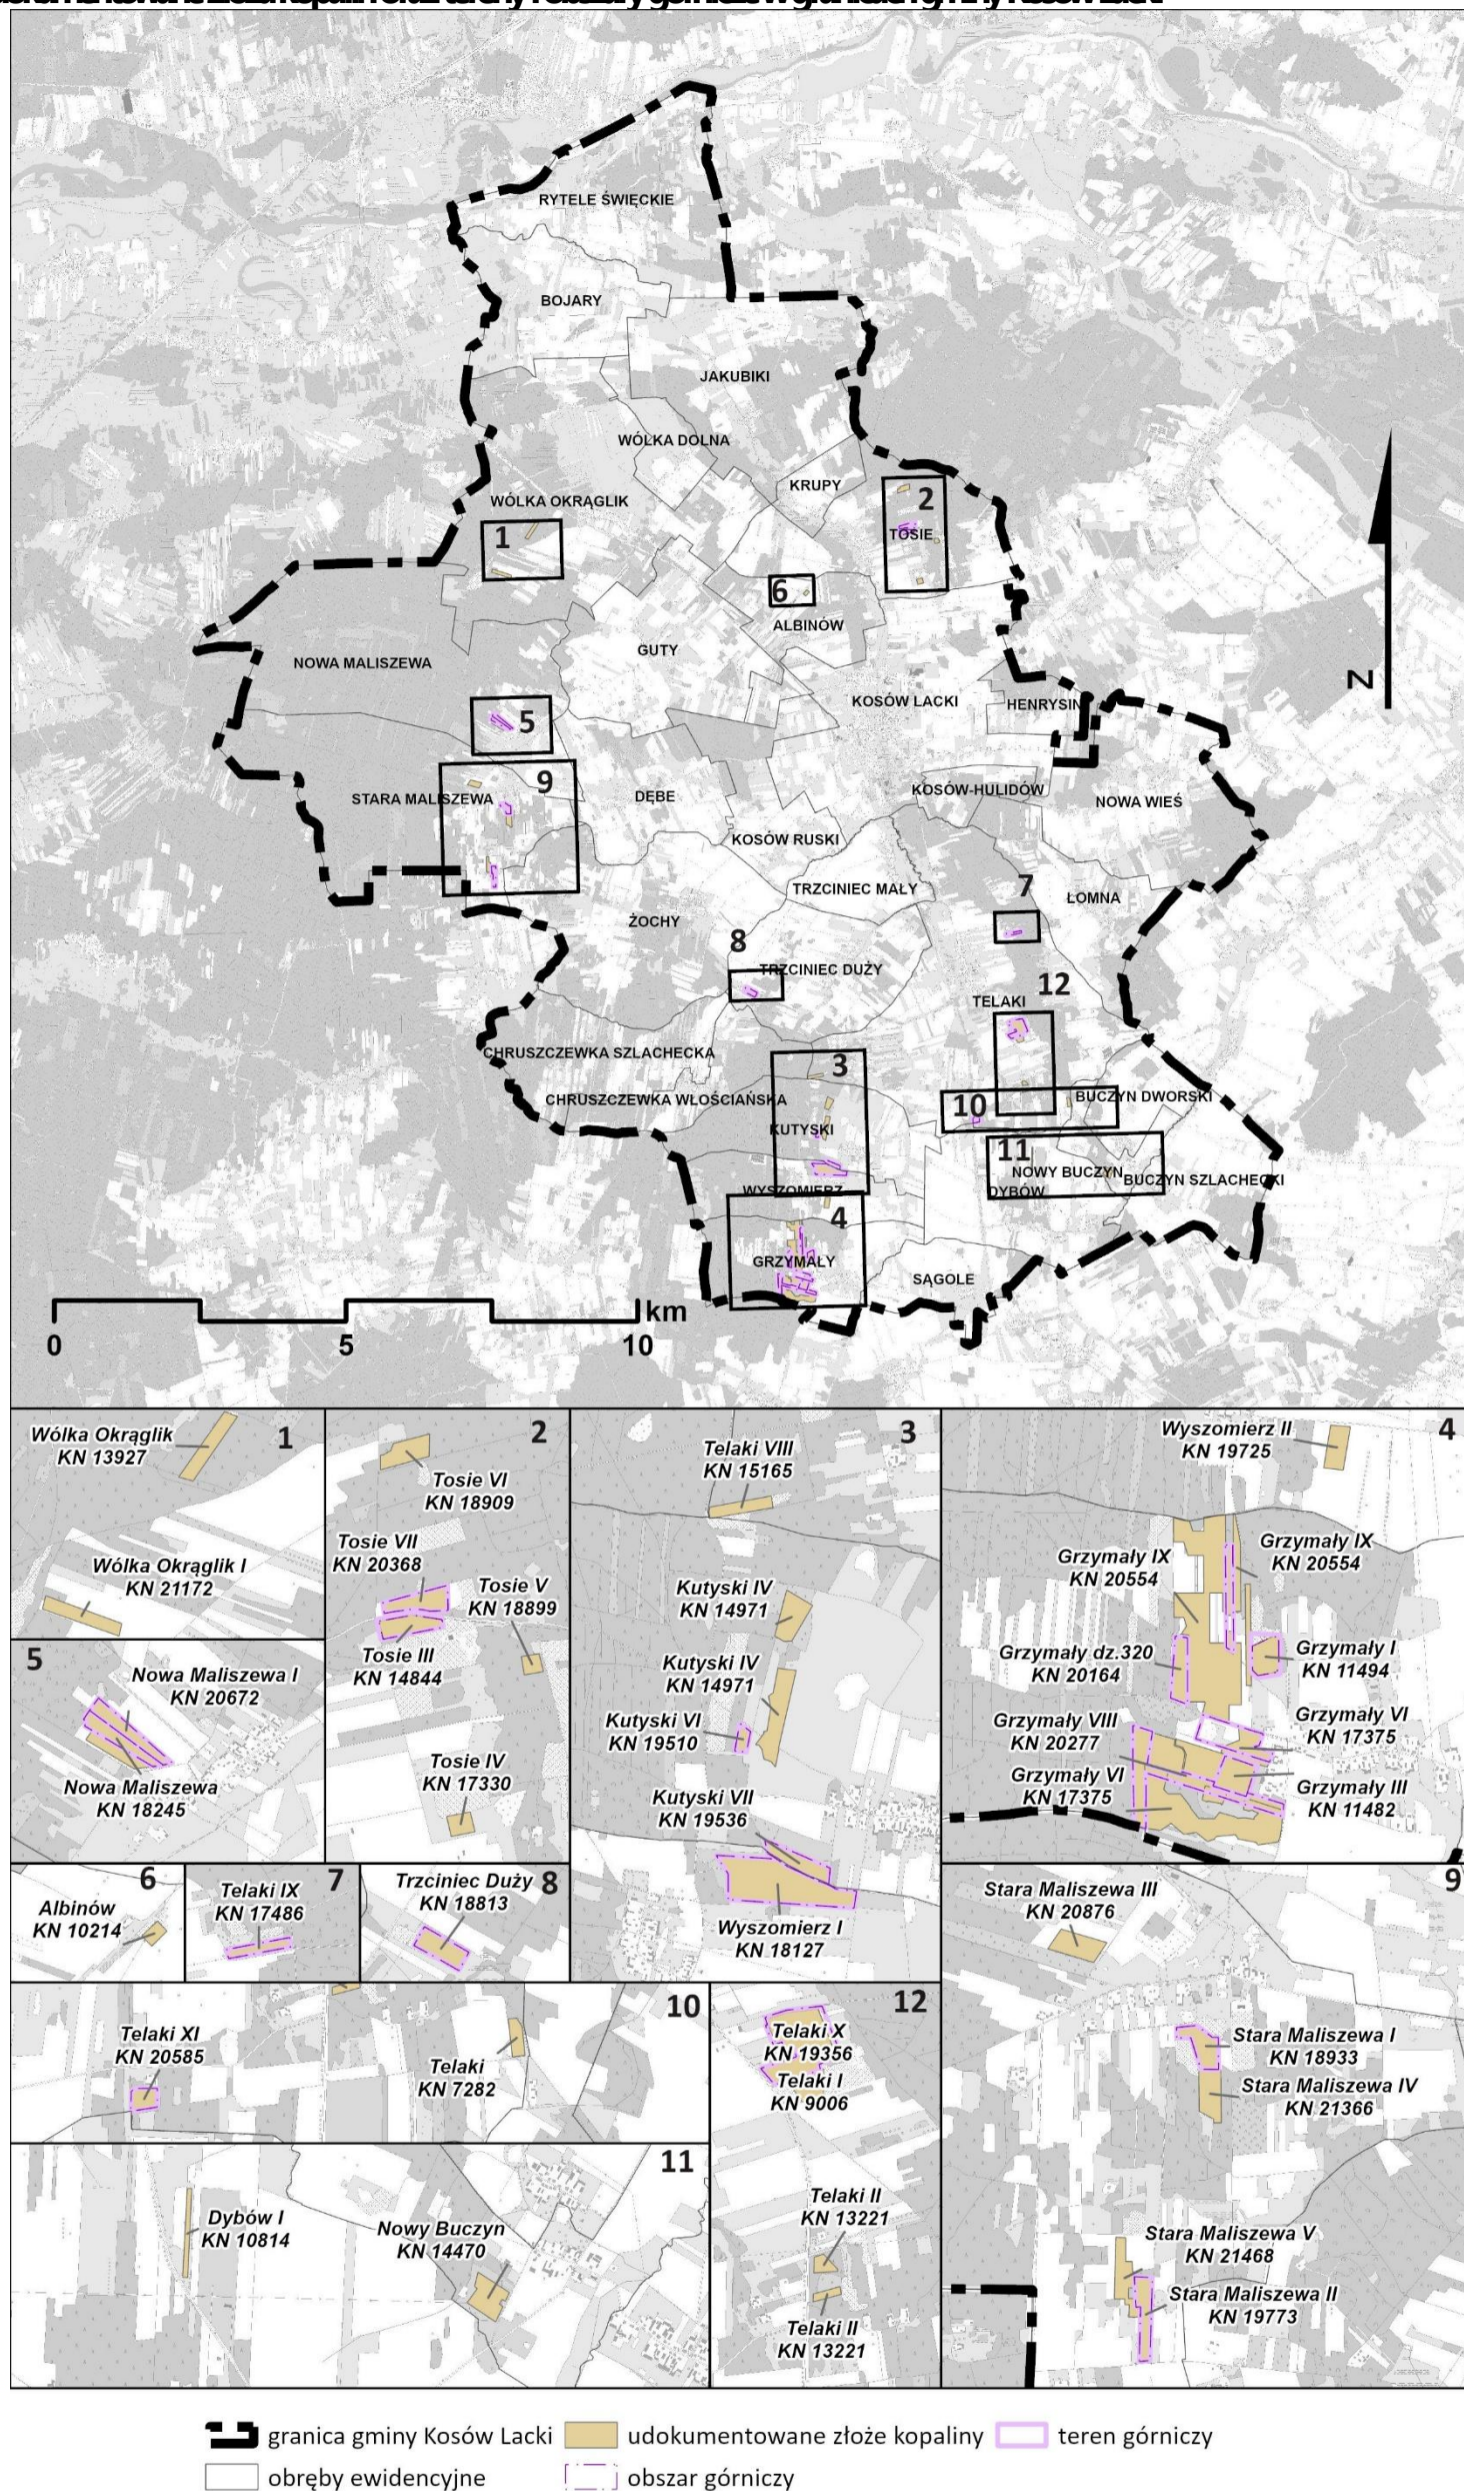 RYTELE ŚWIĘCKIE
BOJARY
JAKUBIKI
WÓLKA DOLNA
KRUPY
WÓLKA OKRĄGLIK
1
2
TOSIE
6
ALBINÓW
GUTY
NOWA MALISZEWA
N
KOSÓW LACKI
HENRYSIN
5
9
STARA MALISZEWA
DĘBE
KOSÓW-HULIDÓW
NOWA WIEŚ
KOSÓW RUSKI
TRZCINIEC MAŁY
7
ŁOMNA
ŻOCHY
8
TRZCINIEC DUŻY
12
TELAKI
CHRUSZCZEWKA SZLACHECKA
3
CHRUSZCZEWKA WŁOŚCIAŃSKA
10
BUCZYN DWORSKI
KUTYSKI
11
NOWY BUCZYN
BUCZYN SZLACHECKI
WYSZOMIERZ
DYBÓW
4
GRZYMAŁY
SĄGOLE
km
0
5
10
Wólka Okrąglik
KN 13927
1
Wólka Okrąglik I
KN 21172
2
Tosie VI
KN 18909
Tosie VII
KN 20368
Tosie V
KN 18899
Tosie III
KN 14844
Tosie IV
KN 17330
3
Telaki VIII
KN 15165
Kutyski IV
KN 14971
Kutyski IV
KN 14971
Kutyski VI
KN 19510
Kutyski VII
KN 19536
Wyszomierz I
KN 18127
4
Wyszomierz II
KN 19725
Grzymały IX
KN 20554
Grzymały IX
KN 20554
Grzymały dz.320
KN 20164
Grzymały I
KN 11494
Grzymały VIII
KN 20277
Grzymały VI
KN 17375
Grzymały VI
KN 17375
Grzymały III
KN 11482
5
Nowa Maliszewa I
KN 20672
Nowa Maliszewa
KN 18245
6
Albinów
KN 10214
7
Telaki IX
KN 17486
8
Trzciniec Duży
KN 18813
9
Stara Maliszewa III
KN 20876
Stara Maliszewa I
KN 18933
Stara Maliszewa IV
KN 21366
Stara Maliszewa V
KN 21468
Stara Maliszewa II
KN 19773
10
Telaki XI
KN 20585
Telaki
KN 7282
11
Dybów I
KN 10814
Nowy Buczyn
KN 14470
12
Telaki X
KN 19356
Telaki I
KN 9006
Telaki II
KN 13221
Telaki II
KN 13221
granica gminy Kosów Lacki
udokumentowane złoże kopaliny
teren górniczy
obręby ewidencyjne
obszar górniczy